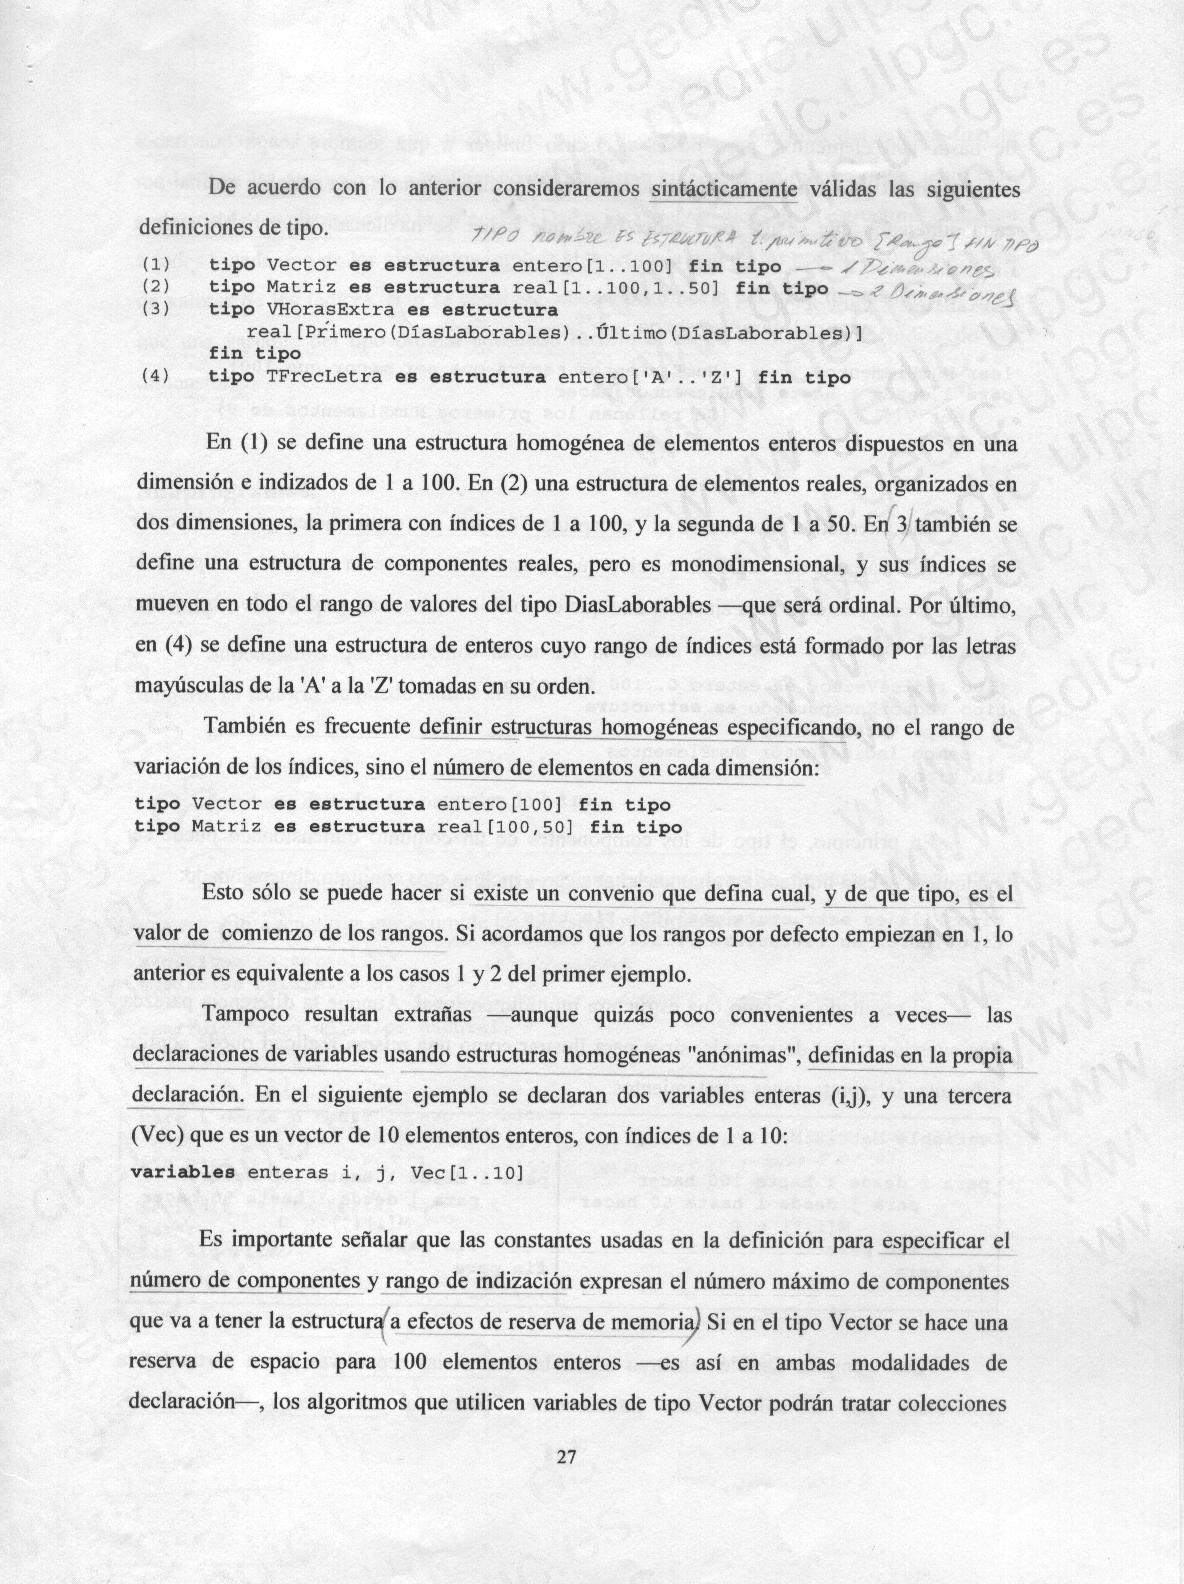 De acuerdo con lo anterior consideraremos sintácticamente válidas las siguientes
definiciones de tipo.
TIPO nombre ES ESTRUCTURA t. primitivo [Rango] FIN TIPO
(1) tipo Vector es estructura entero[1..100] fin tipo → 1 Dimensiones
(2) tipo Matriz es estructura real[1..100,1..50] fin tipo → 2 Dimensiones
(3) tipo VHorasExtra es estructura
real[Primero(DíasLaborables)..Último(DíasLaborables)]
fin tipo
(4) tipo TFrecLetra es estructura entero['A'..'Z'] fin tipo
En (1) se define una estructura homogénea de elementos enteros dispuestos en una
dimensión e indizados de 1 a 100. En (2) una estructura de elementos reales, organizados en
dos dimensiones, la primera con índices de 1 a 100, y la segunda de 1 a 50. En (3) también se
define una estructura de componentes reales, pero es monodimensional, y sus índices se
mueven en todo el rango de valores del tipo DiasLaborables —que será ordinal. Por último,
en (4) se define una estructura de enteros cuyo rango de índices está formado por las letras
mayúsculas de la 'A' a la 'Z' tomadas en su orden.
También es frecuente definir estructuras homogéneas especificando, no el rango de
variación de los índices, sino el número de elementos en cada dimensión:
tipo Vector es estructura entero[100] fin tipo
tipo Matriz es estructura real[100,50] fin tipo
Esto sólo se puede hacer si existe un convenio que defina cual, y de que tipo, es el
valor de comienzo de los rangos. Si acordamos que los rangos por defecto empiezan en 1, lo
anterior es equivalente a los casos 1 y 2 del primer ejemplo.
Tampoco resultan extrañas —aunque quizás poco convenientes a veces— las
declaraciones de variables usando estructuras homogéneas "anónimas", definidas en la propia
declaración. En el siguiente ejemplo se declaran dos variables enteras (i,j), y una tercera
(Vec) que es un vector de 10 elementos enteros, con índices de 1 a 10:
variables enteras i, j, Vec[1..10]
Es importante señalar que las constantes usadas en la definición para especificar el
número de componentes y rango de indización expresan el número máximo de componentes
que va a tener la estructura (a efectos de reserva de memoria) Si en el tipo Vector se hace una
reserva de espacio para 100 elementos enteros —es así en ambas modalidades de
declaración—, los algoritmos que utilicen variables de tipo Vector podrán tratar colecciones
27
www.gedlc.ulpgc.es